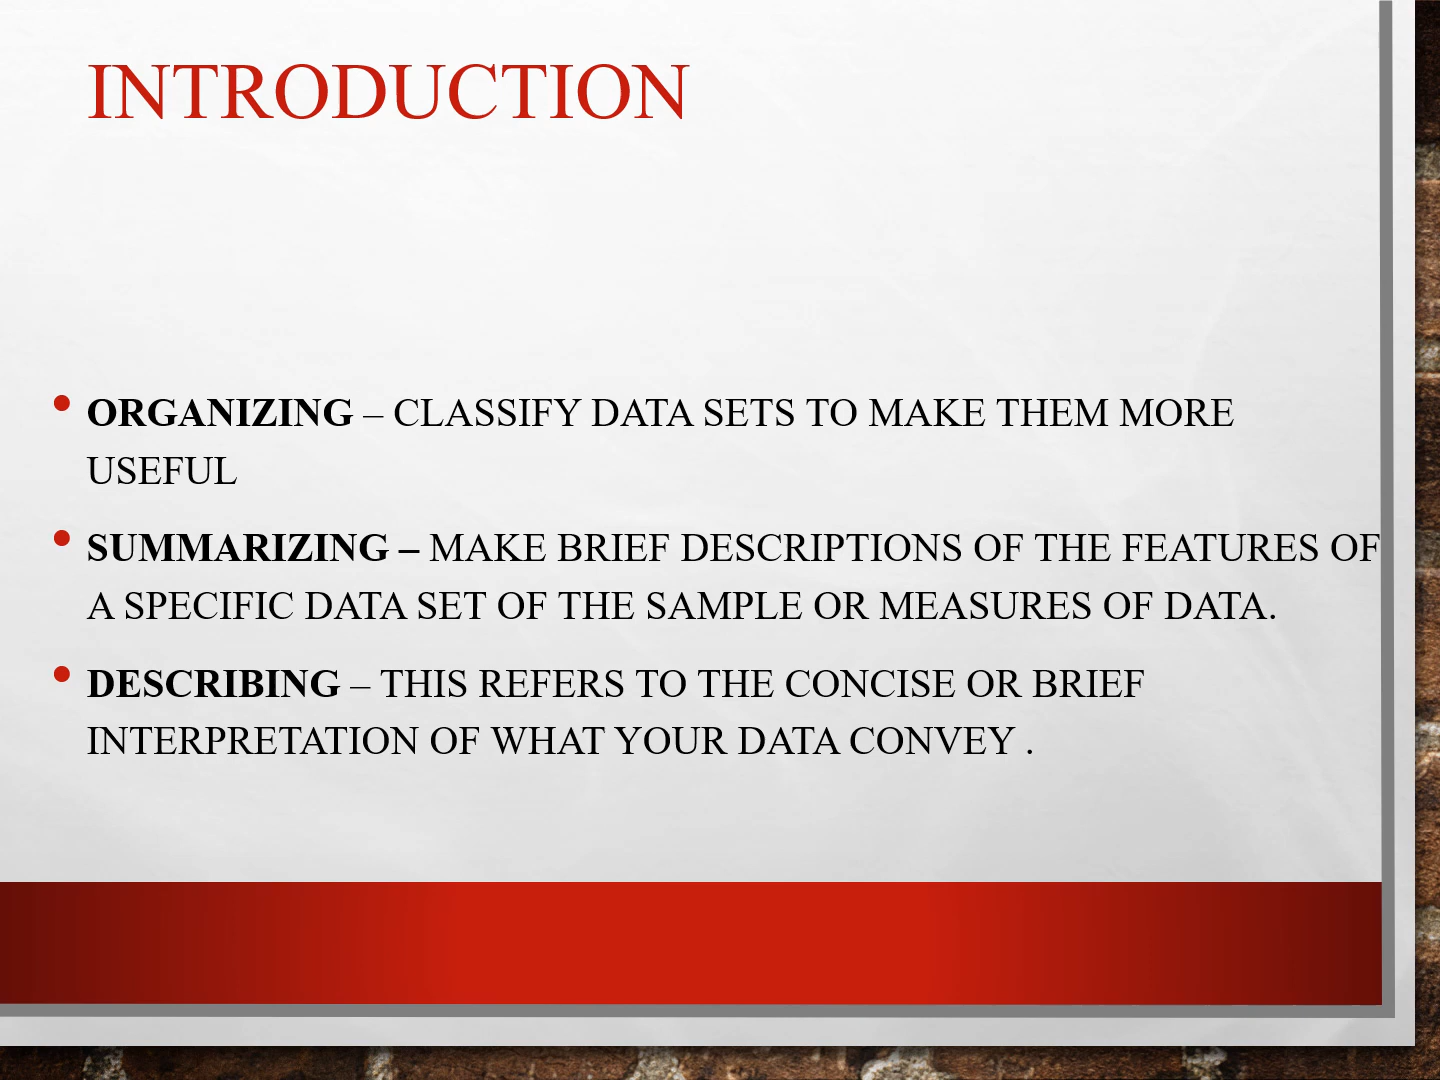 INTRODUCTION
• ORGANIZING – CLASSIFY DATA SETS TO MAKE THEM MORE
USEFUL
• SUMMARIZING – MAKE BRIEF DESCRIPTIONS OF THE FEATURES OF
A SPECIFIC DATA SET OF THE SAMPLE OR MEASURES OF DATA.
• DESCRIBING – THIS REFERS TO THE CONCISE OR BRIEF
INTERPRETATION OF WHAT YOUR DATA CONVEY .